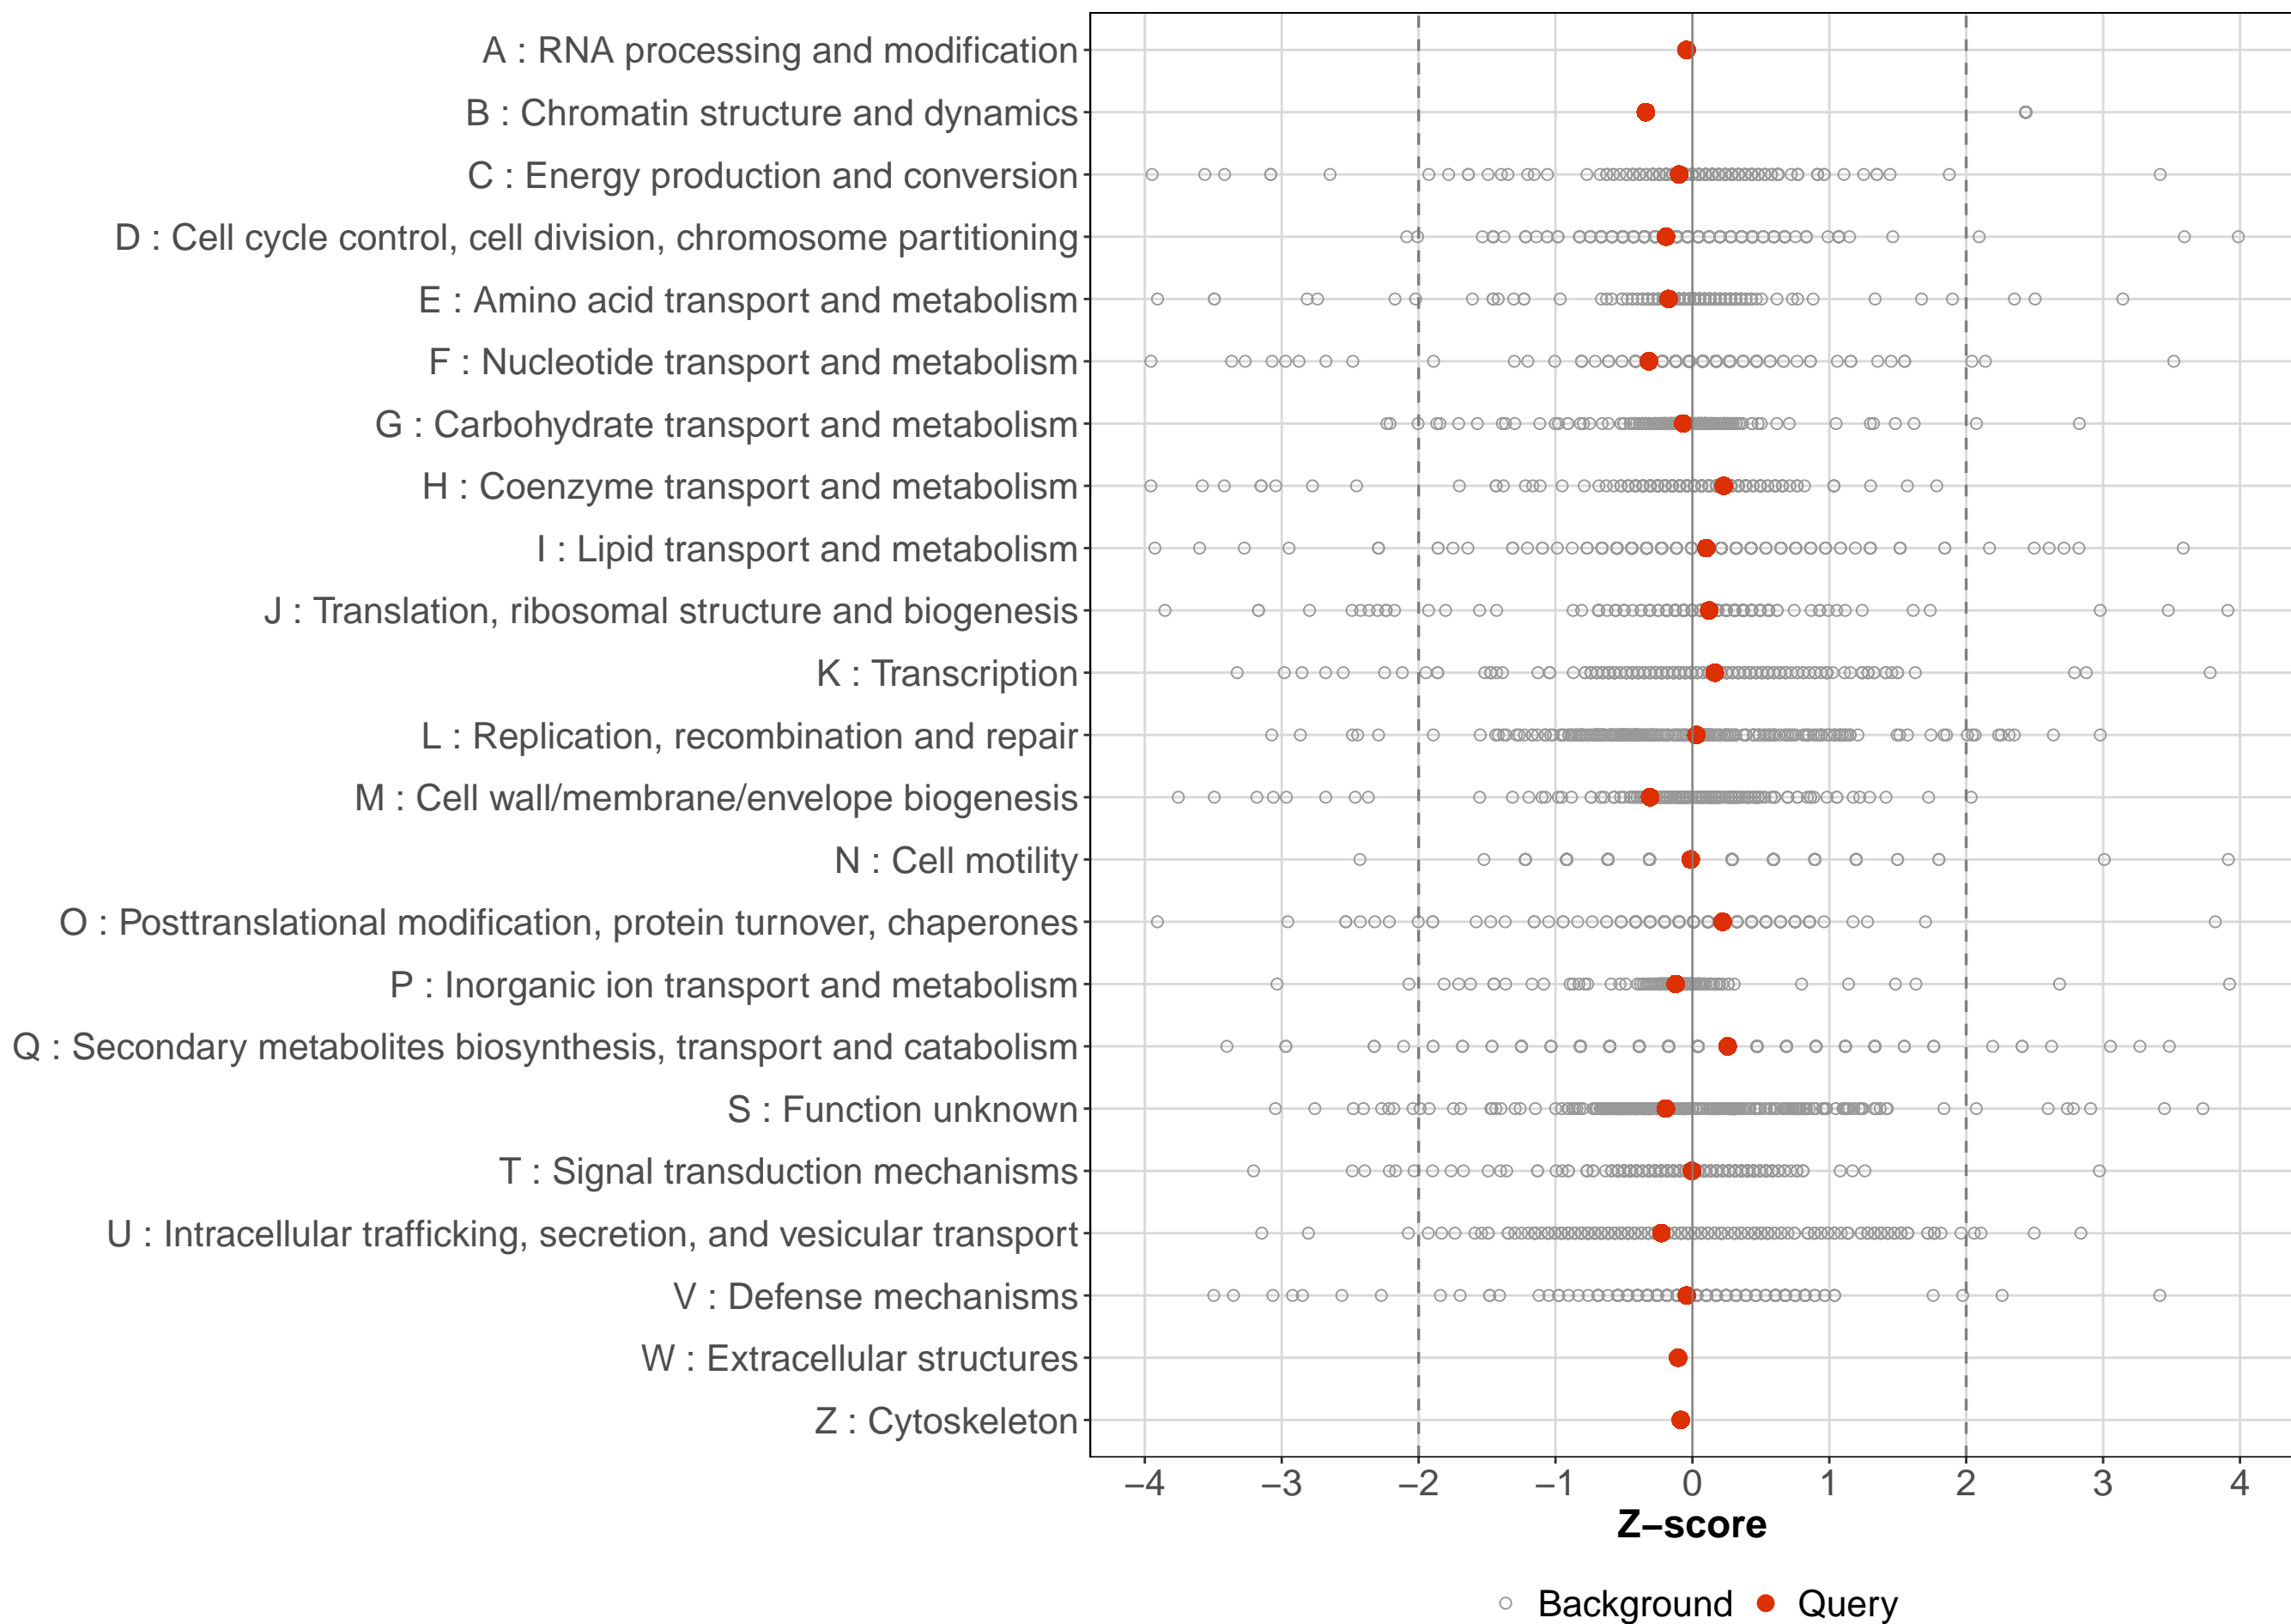 A : RNA processing and modification
B : Chromatin structure and dynamics
C : Energy production and conversion
D : Cell cycle control, cell division, chromosome partitioning
E : Amino acid transport and metabolism
F : Nucleotide transport and metabolism
G : Carbohydrate transport and metabolism
H : Coenzyme transport and metabolism
I : Lipid transport and metabolism
J : Translation, ribosomal structure and biogenesis
K : Transcription
L : Replication, recombination and repair
M : Cell wall/membrane/envelope biogenesis
N : Cell motility
O : Posttranslational modification, protein turnover, chaperones
P : Inorganic ion transport and metabolism
Q : Secondary metabolites biosynthesis, transport and catabolism
S : Function unknown
T : Signal transduction mechanisms
U : Intracellular trafficking, secretion, and vesicular transport
V : Defense mechanisms
W : Extracellular structures
Z : Cytoskeleton
−4 −3 −2 −1 0 1 2 3 4
Z−score
Background Query